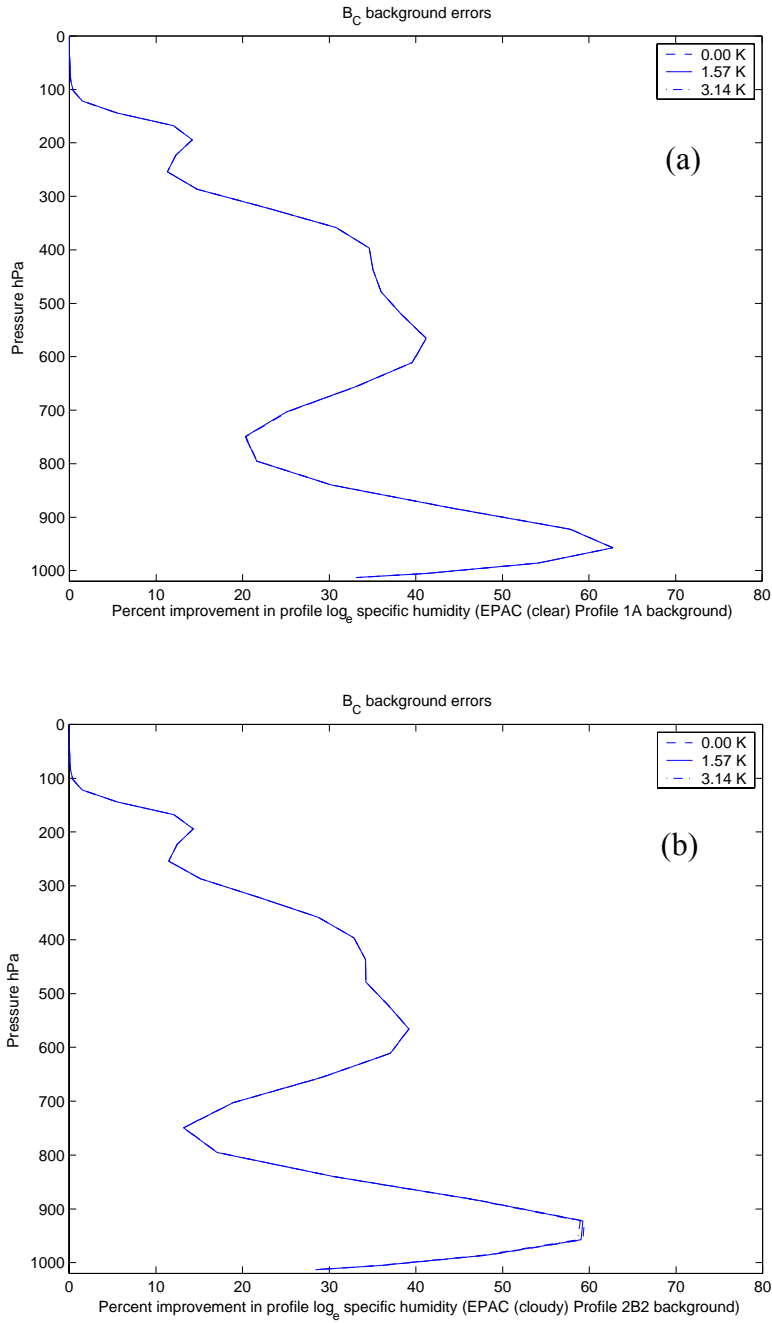 B_C background errors
0
100
200
300
400
500
600
700
800
900
1000
Pressure hPa
0.00 K
1.57 K
3.14 K
(a)
0 10 20 30 40 50 60 70 80
Percent improvement in profile log_e specific humidity (EPAC (clear) Profile 1A background)
B_C background errors
0
100
200
300
400
500
600
700
800
900
1000
Pressure hPa
0.00 K
1.57 K
3.14 K
(b)
0 10 20 30 40 50 60 70 80
Percent improvement in profile log_e specific humidity (EPAC (cloudy) Profile 2B2 background)